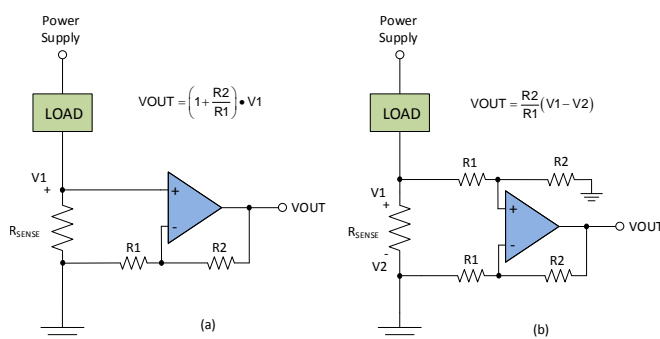 Power
Supply
LOAD
VOUT = (1 + R2/R1) • V1
V1
+
RSENSE
+
-
VOUT
R1
R2
(a)
Power
Supply
LOAD
VOUT = R2/R1 (V1 – V2)
R1
R2
V1
+
RSENSE
-
V2
+
-
VOUT
R1
R2
(b)